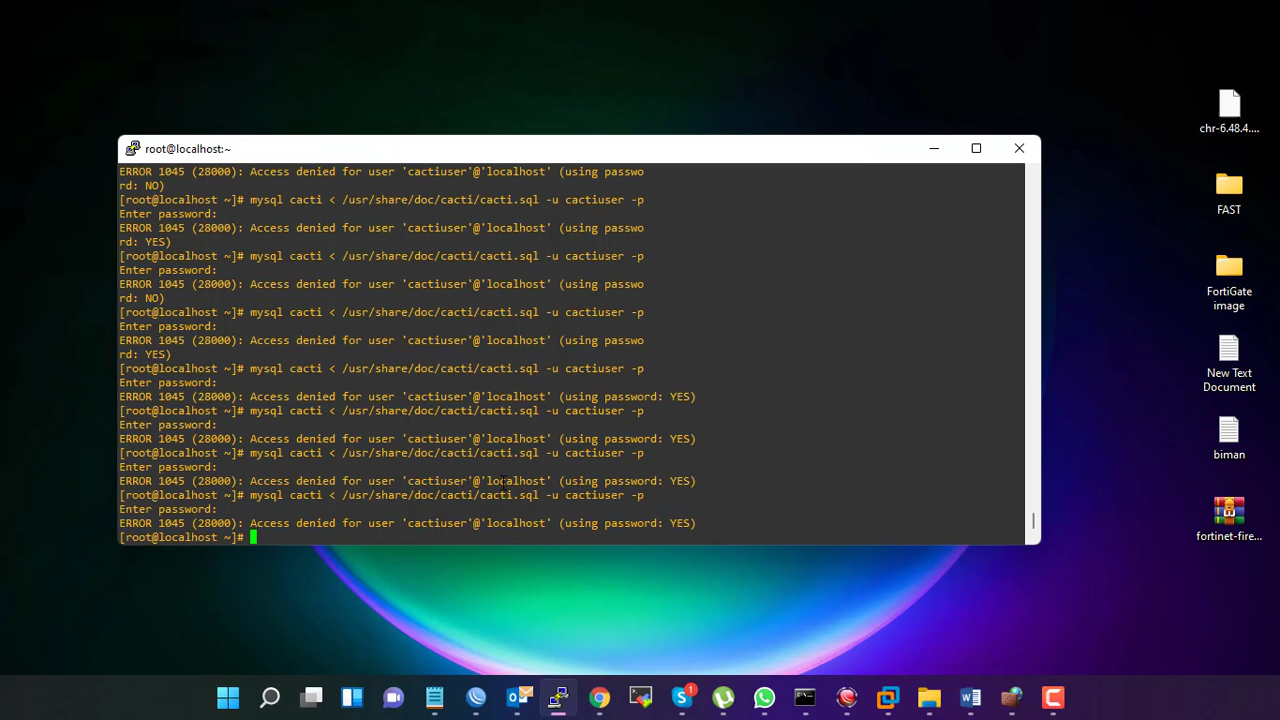 root@localhost:~
ERROR 1045 (28000): Access denied for user 'cactiuser'@'localhost' (using passwo
rd: NO)
[root@localhost ~]# mysql cacti < /usr/share/doc/cacti/cacti.sql -u cactiuser -p
Enter password:
ERROR 1045 (28000): Access denied for user 'cactiuser'@'localhost' (using passwo
rd: YES)
[root@localhost ~]# mysql cacti < /usr/share/doc/cacti/cacti.sql -u cactiuser -p
Enter password:
ERROR 1045 (28000): Access denied for user 'cactiuser'@'localhost' (using passwo
rd: NO)
[root@localhost ~]# mysql cacti < /usr/share/doc/cacti/cacti.sql -u cactiuser -p
Enter password:
ERROR 1045 (28000): Access denied for user 'cactiuser'@'localhost' (using passwo
rd: YES)
[root@localhost ~]# mysql cacti < /usr/share/doc/cacti/cacti.sql -u cactiuser -p
Enter password:
ERROR 1045 (28000): Access denied for user 'cactiuser'@'localhost' (using password: YES)
[root@localhost ~]# mysql cacti < /usr/share/doc/cacti/cacti.sql -u cactiuser -p
Enter password:
ERROR 1045 (28000): Access denied for user 'cactiuser'@'localhost' (using password: YES)
[root@localhost ~]# mysql cacti < /usr/share/doc/cacti/cacti.sql -u cactiuser -p
Enter password:
ERROR 1045 (28000): Access denied for user 'cactiuser'@'localhost' (using password: YES)
[root@localhost ~]# mysql cacti < /usr/share/doc/cacti/cacti.sql -u cactiuser -p
Enter password:
ERROR 1045 (28000): Access denied for user 'cactiuser'@'localhost' (using password: YES)
[root@localhost ~]#
chr-6.48.4....
FAST
FortiGate
image
New Text
Document
biman
fortinet-fire...
1